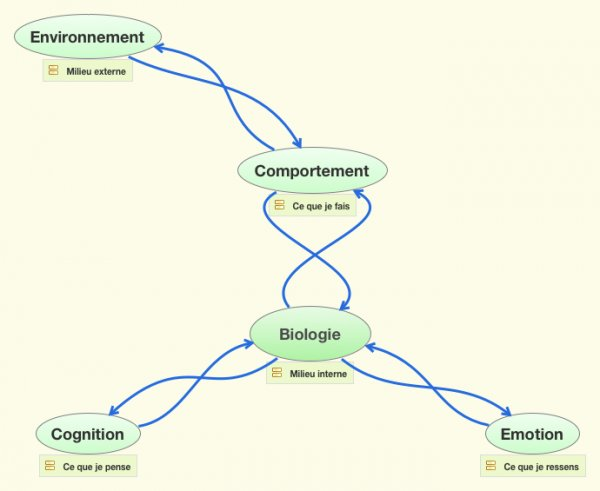 Environnement
Milieu externe
Comportement
Ce que je fais
Biologie
Milieu interne
Cognition
Ce que je pense
Emotion
Ce que je ressens